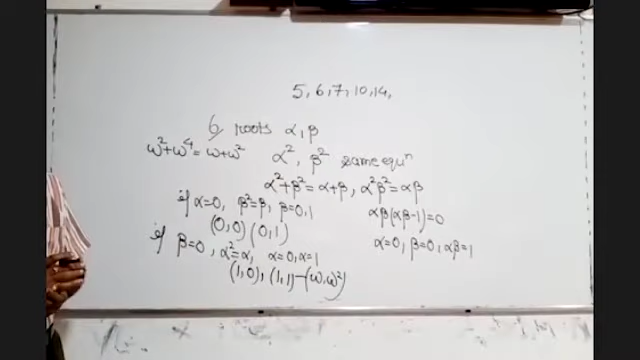 5, 6, 7, 10, 14,
6, roots α, β
ω²+ω⁴ = ω+ω² α², β² same equⁿ
α²+β² = α+β, α²β² = αβ
if α=0, β²=β, β=0,1 αβ(αβ-1)=0
(0,0) (0,1) α=0, β=0, αβ=1
if β=0, α²=α, α=0, α=1
(1,0), (1,1)-(ω,ω²)